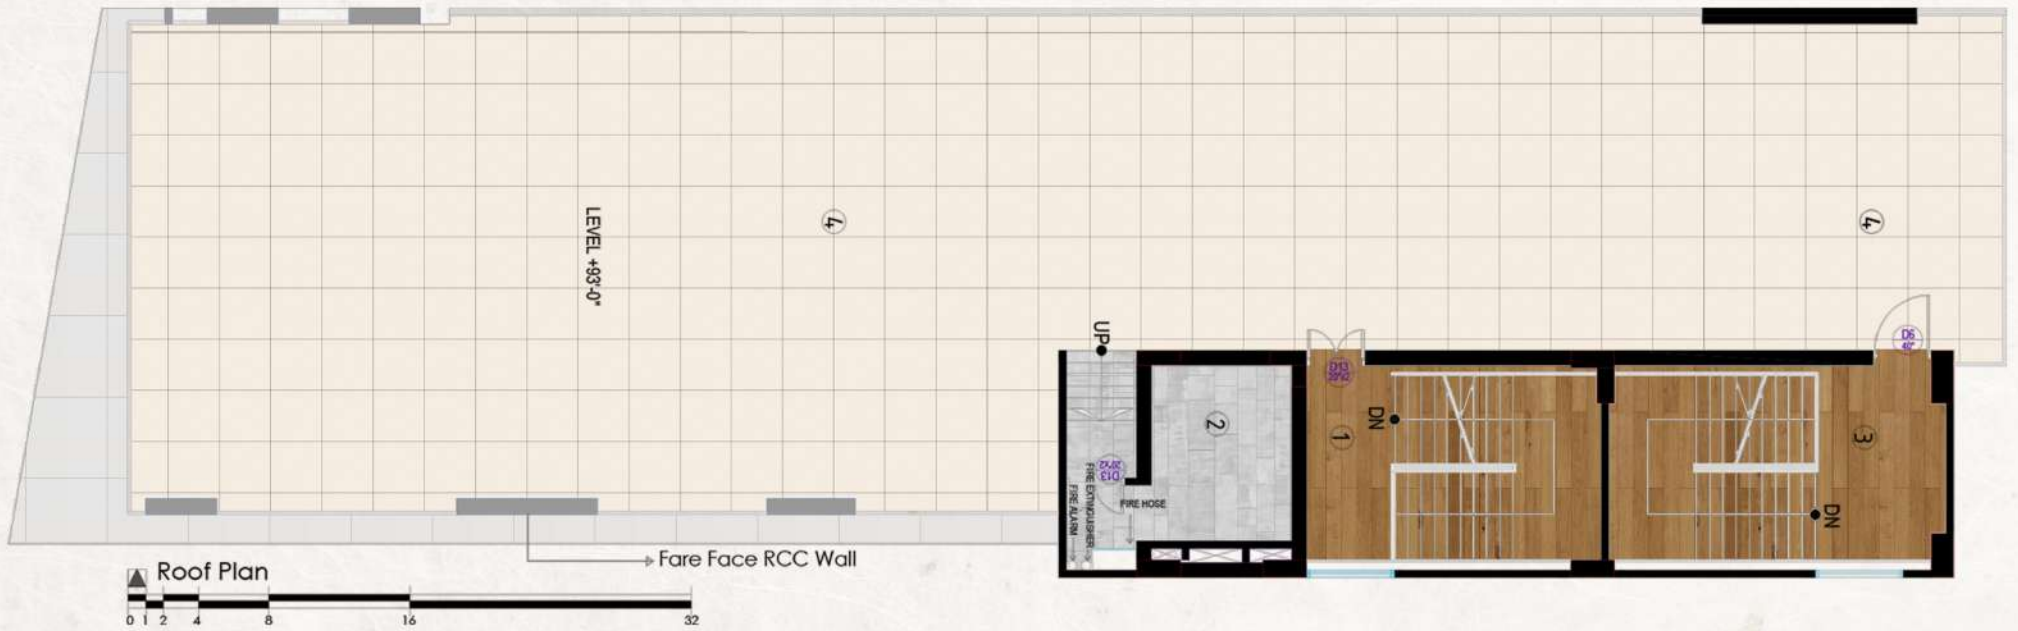 LEVEL +93'-0"
4
4
UP
D6
D13
DN
1
2
3
DN
D13
FIRE EXTINGUISHER
FIRE ALARM
FIRE HOSE
Fare Face RCC Wall
Roof Plan
0 1 2 4 8 16 32